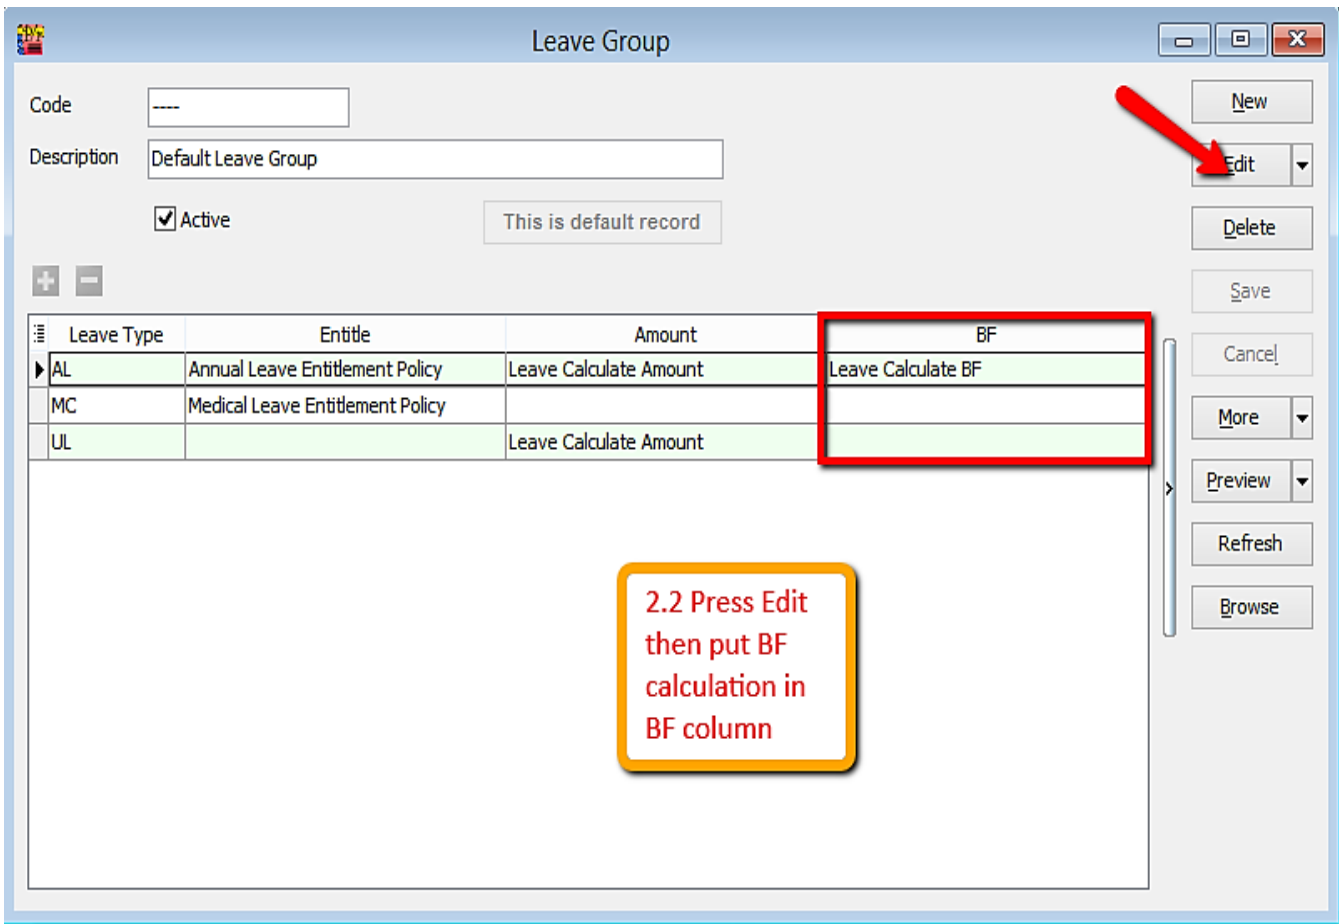 Leave Group
Code
----
New
Description
Default Leave Group
Edit
Active
This is default record
Delete
Save
Leave Type Entitle Amount BF
Cancel
AL Annual Leave Entitlement Policy Leave Calculate Amount Leave Calculate BF
MC Medical Leave Entitlement Policy
More
UL Leave Calculate Amount
Preview
Refresh
Browse
2.2 Press Edit
then put BF
calculation in
BF column